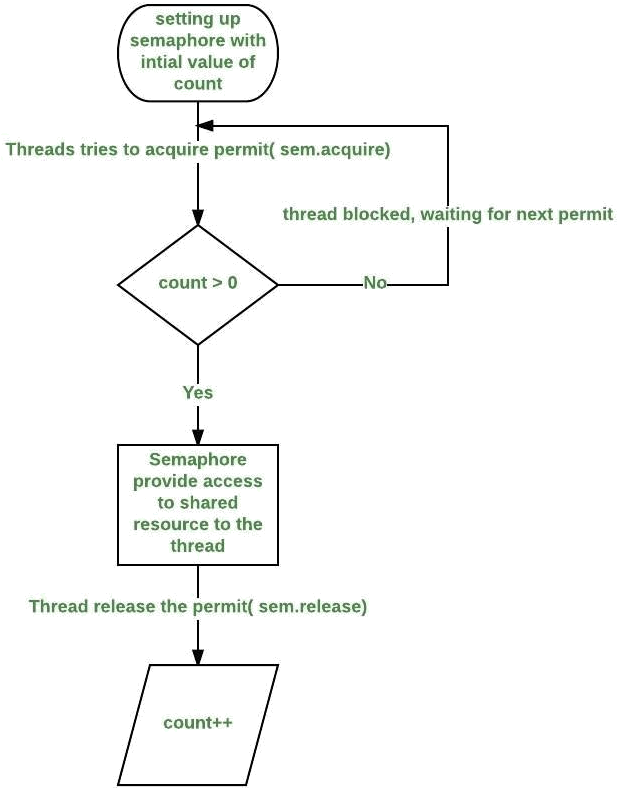 setting up
semaphore with
intial value of
count
Threads tries to acquire permit( sem.acquire)
thread blocked, waiting for next permit
count > 0
No
Yes
Semaphore
provide access
to shared
resource to the
thread
Thread release the permit( sem.release)
count++